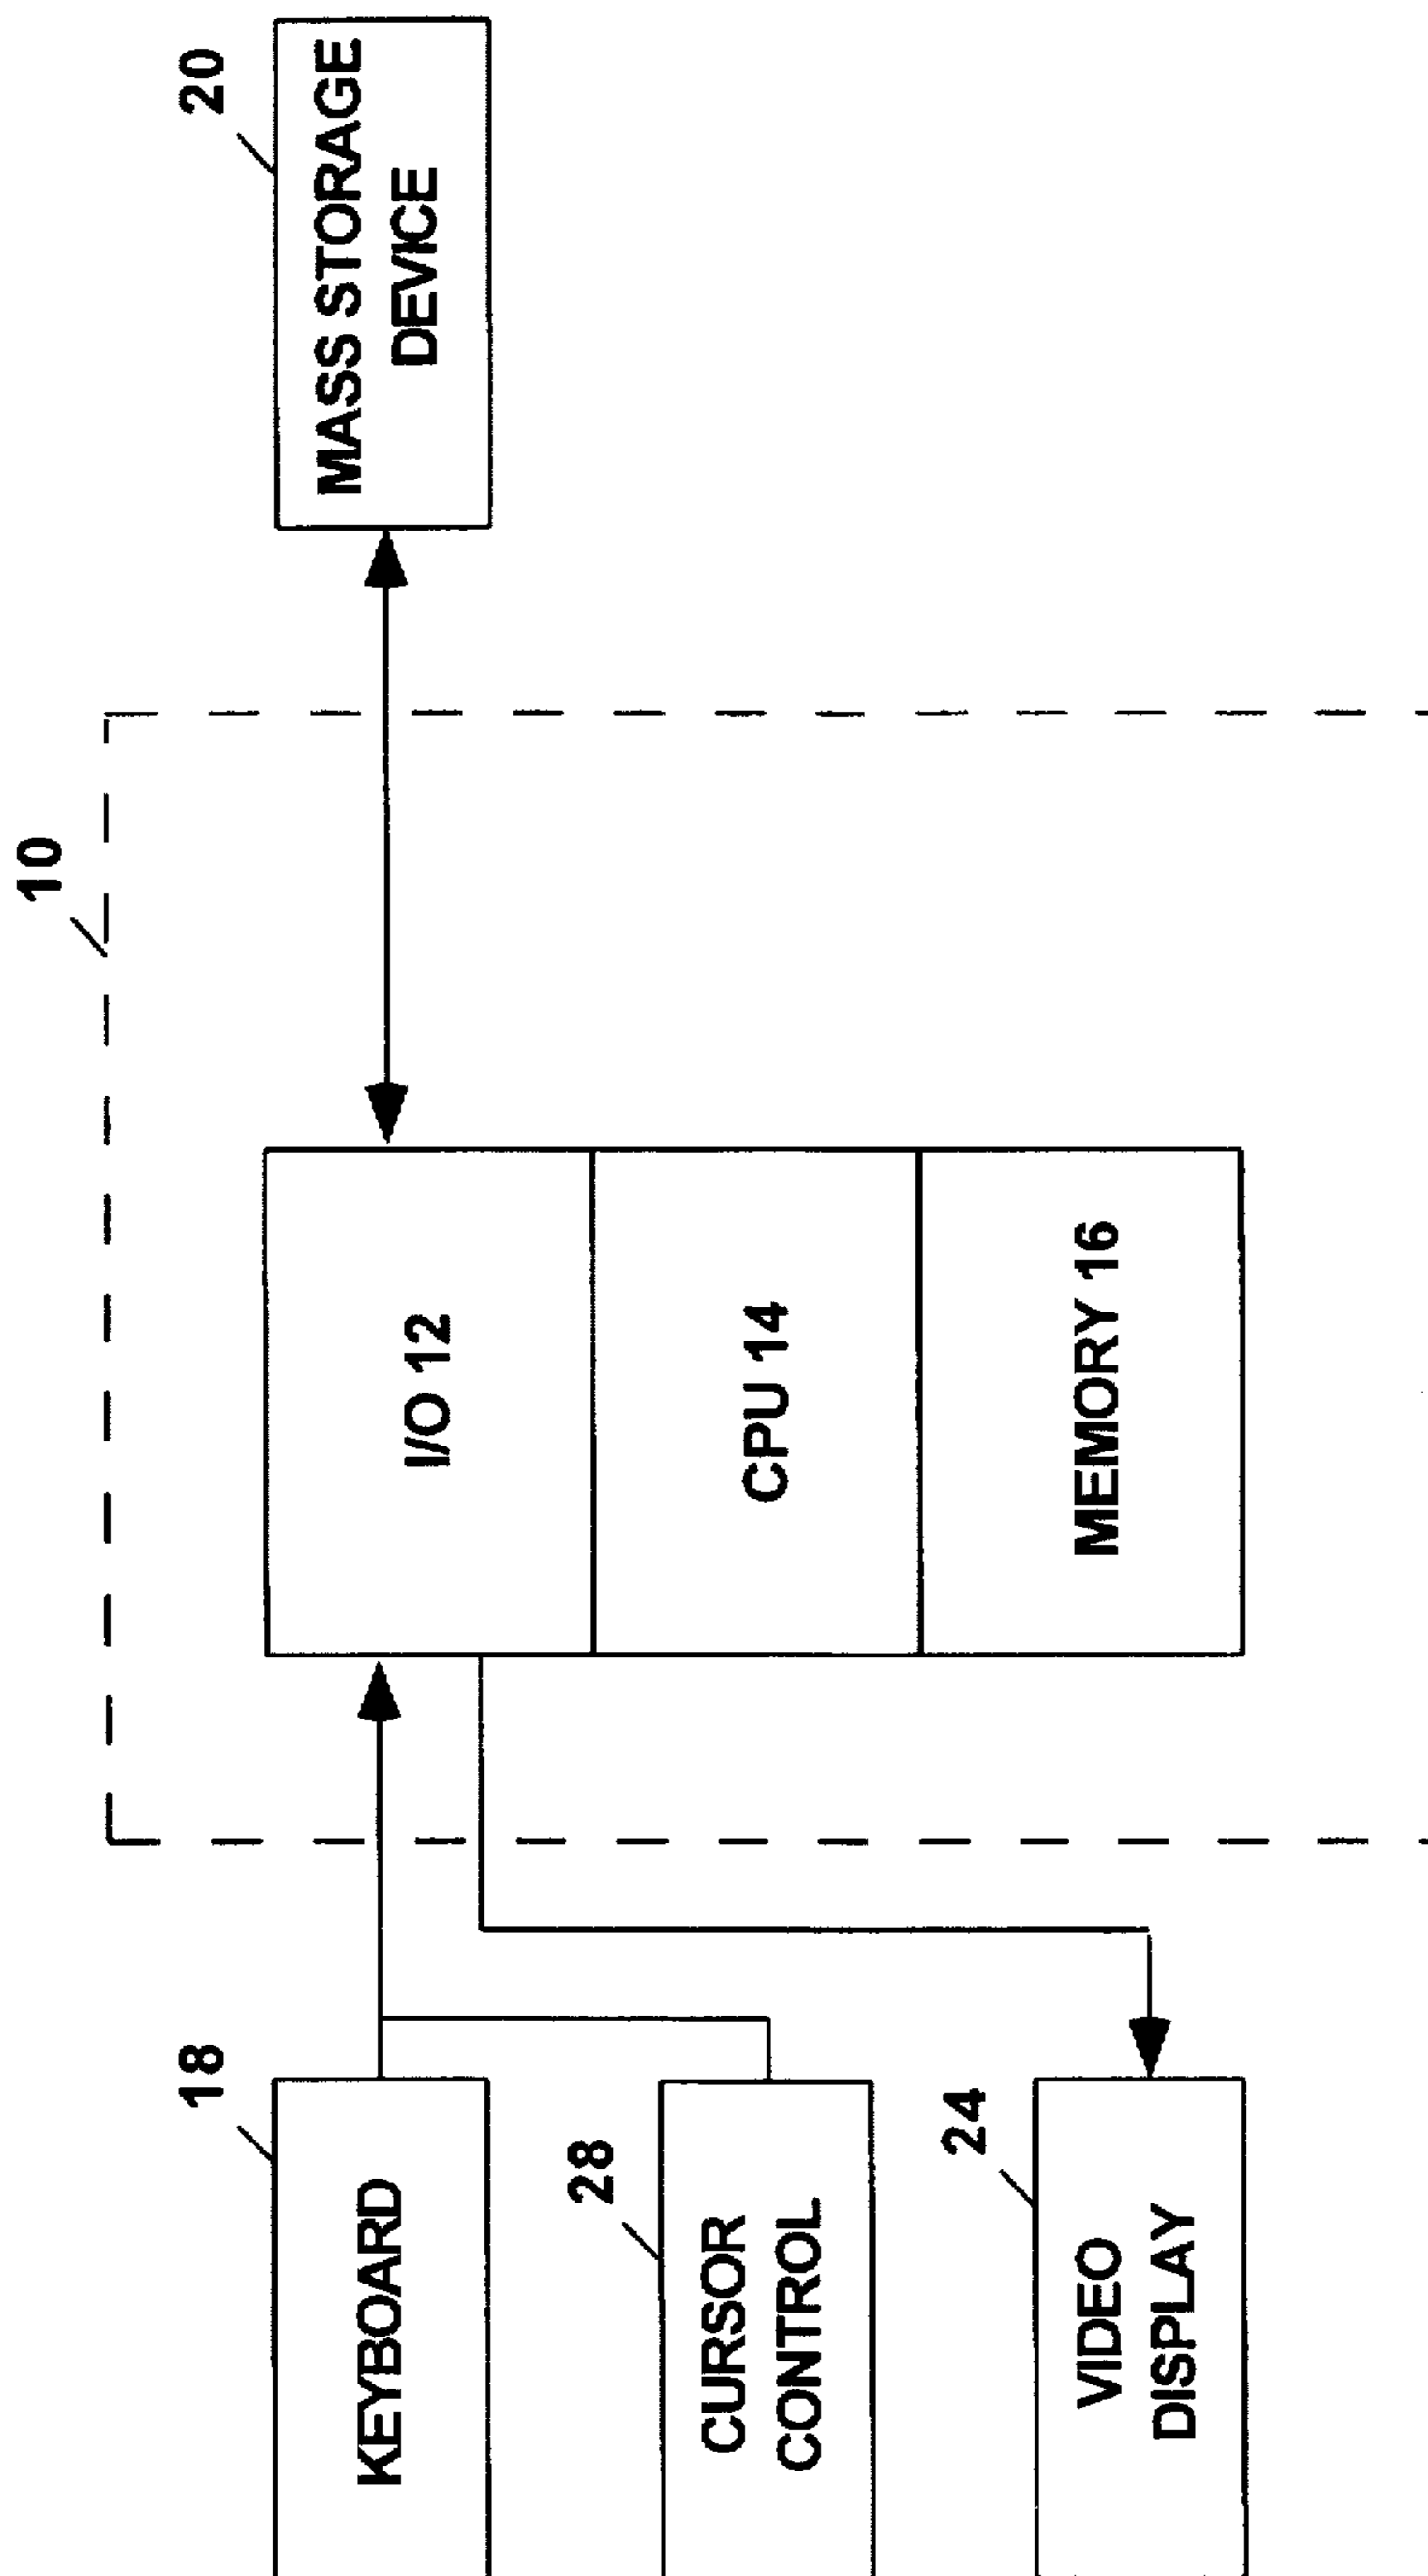 10
18
KEYBOARD
I/O 12
20
MASS STORAGE
DEVICE
28
CURSOR
CONTROL
CPU 14
24
VIDEO
DISPLAY
MEMORY 16